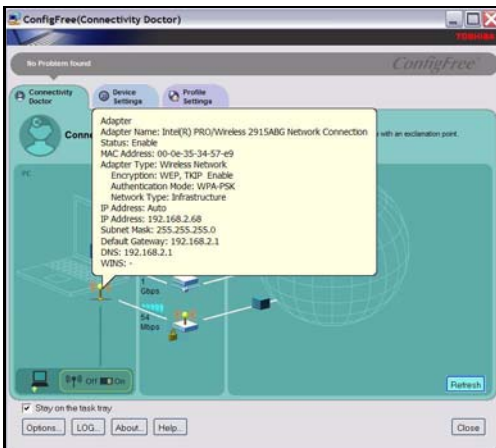 ConfigFree(Connectivity Doctor)
TOSHIBA
No Problem found
ConfigFree
Connectivity Doctor
Device Settings
Profile Settings
Conne
with an exclamation point.
PC
Adapter
Adapter Name: Intel(R) PRO/Wireless 2915ABG Network Connection
Status: Enable
MAC Address: 00-0e-35-34-57-e9
Adapter Type: Wireless Network
Encryption: WEP, TKIP Enable
Authentication Mode: WPA-PSK
Network Type: Infrastructure
IP Address: Auto
IP Address: 192.168.2.68
Subnet Mask: 255.255.255.0
Default Gateway: 192.168.2.1
DNS: 192.168.2.1
WINS: -
1
Gbps
54
Mbps
Off On
Refresh
Stay on the task tray
Options... LOG... About... Help... Close